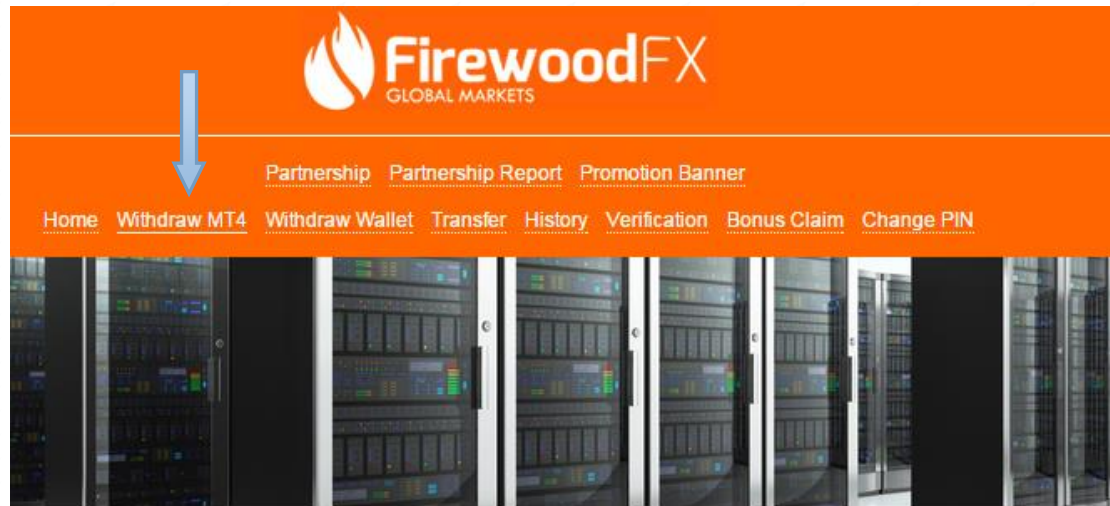 FirewoodFX
GLOBAL MARKETS
Partnership Partnership Report Promotion Banner
Home Withdraw MT4 Withdraw Wallet Transfer History Verification Bonus Claim Change PIN